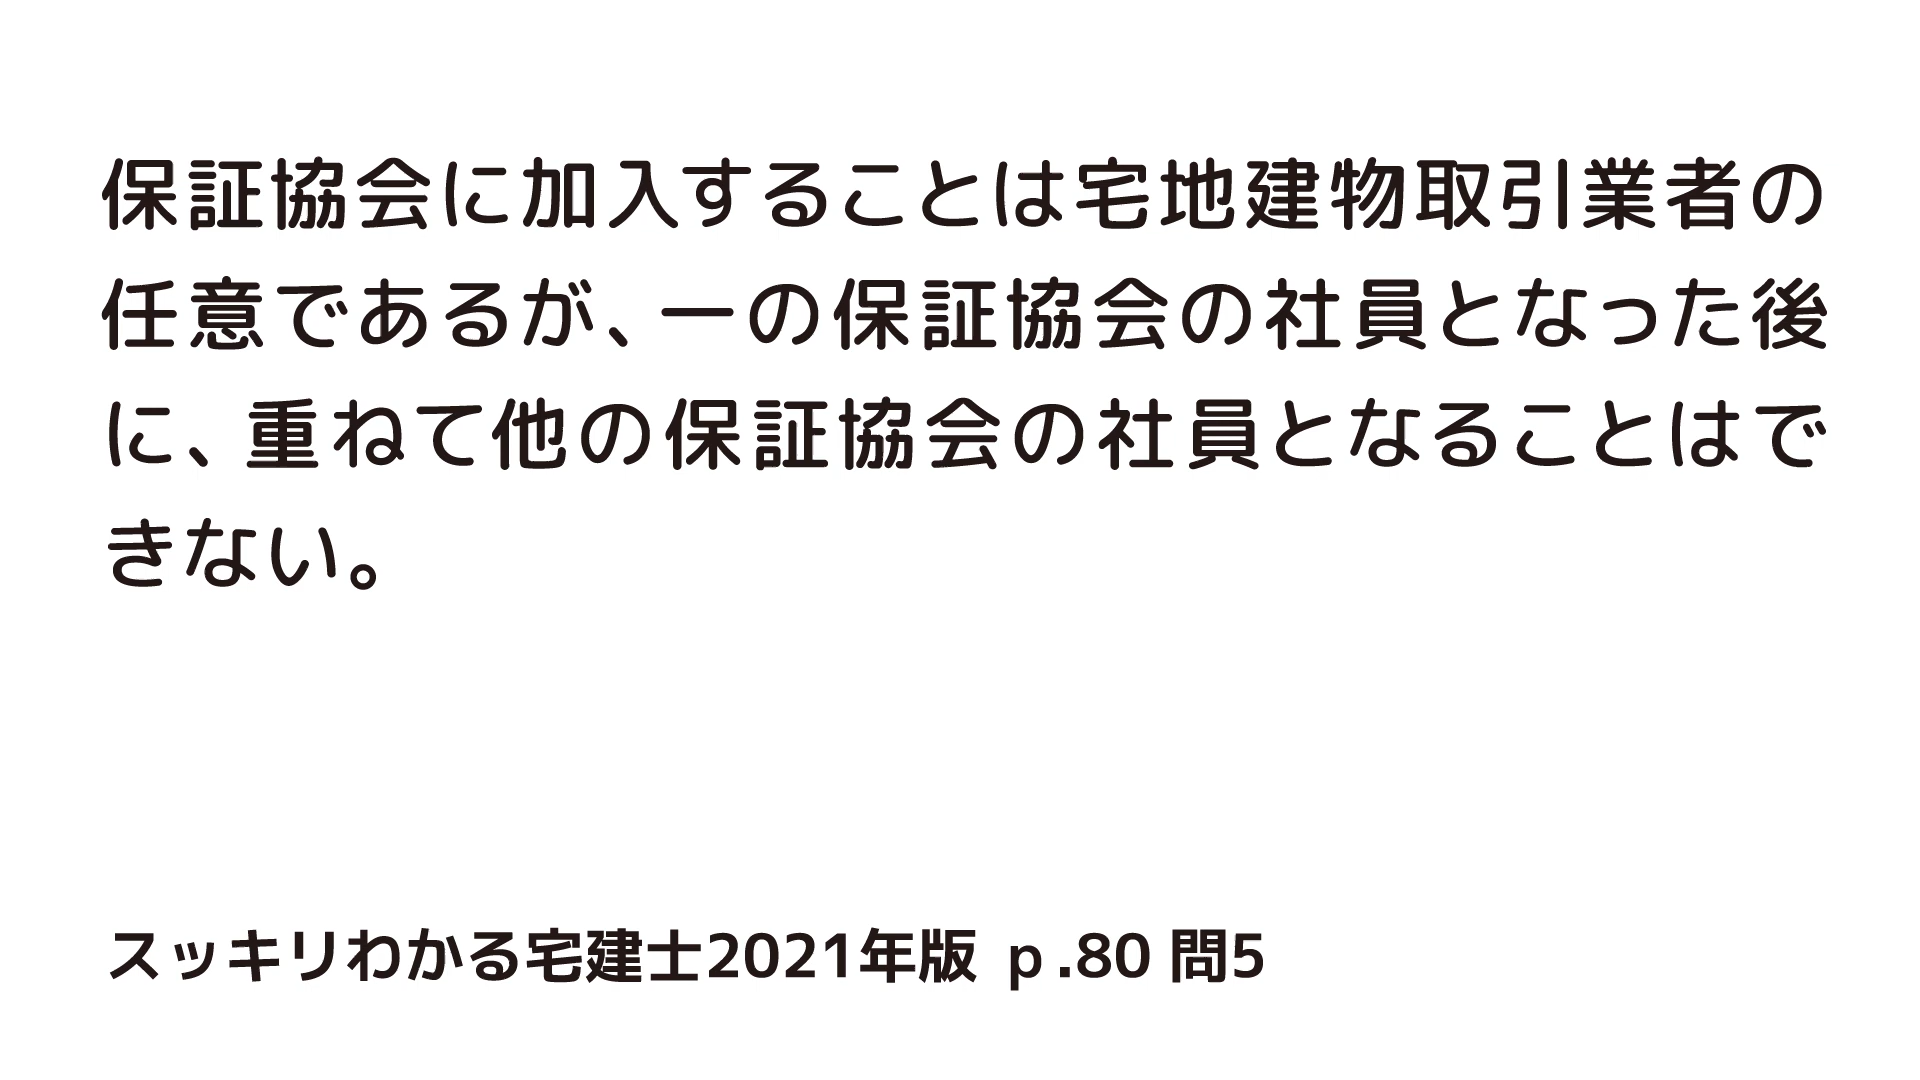 保証協会に加入することは宅地建物取引業者の
任意であるが、一の保証協会の社員となった後
に、重ねて他の保証協会の社員となることはで
きない。
スッキリわかる宅建士2021年版 p.80 問5